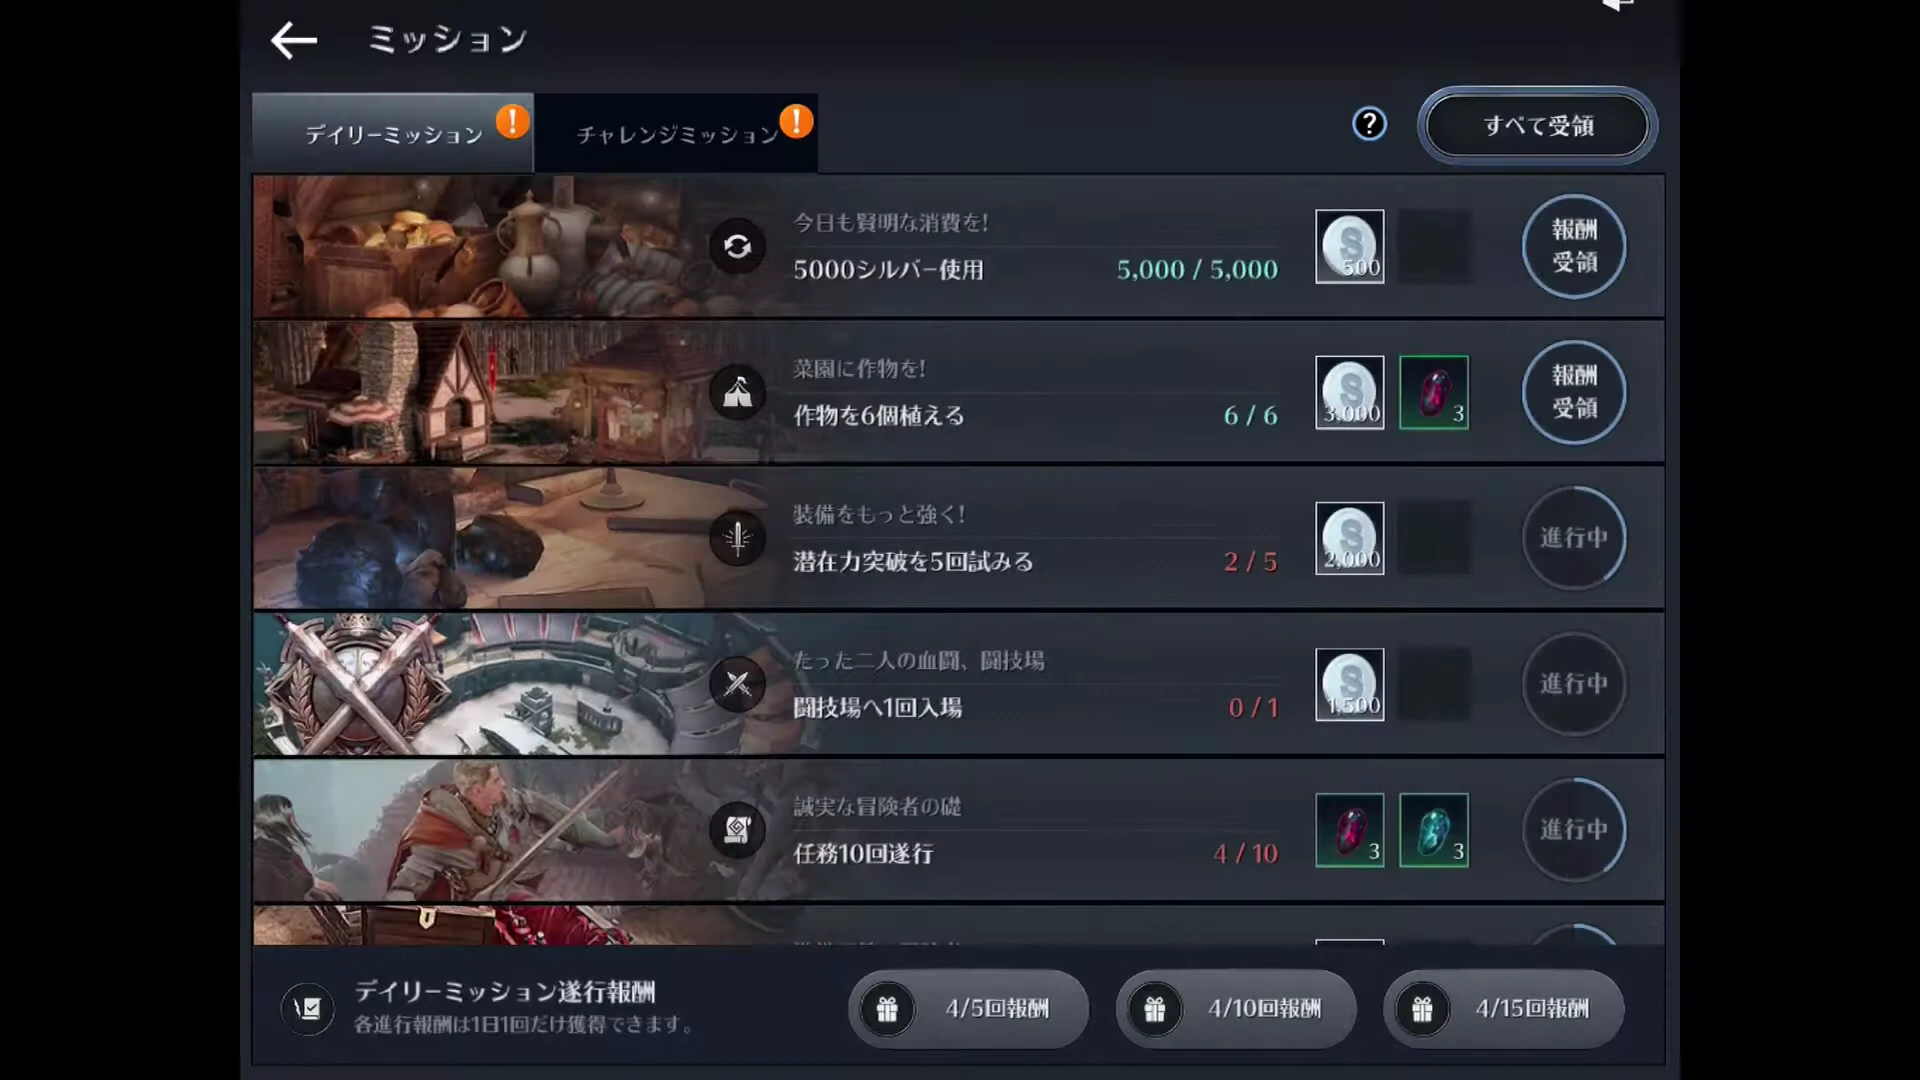 ミッション
デイリーミッション
チャレンジミッション
?
すべて受領
今日も賢明な消費を!
5000シルバー使用
5,000 / 5,000
500
報酬
受領
菜園に作物を!
作物を6個植える
6 / 6
3,000
3
報酬
受領
装備をもっと強く!
潜在力突破を5回試みる
2 / 5
2,000
進行中
たった二人の血闘、闘技場
闘技場へ1回入場
0 / 1
1,500
進行中
誠実な冒険者の礎
任務10回遂行
4 / 10
3
3
進行中
デイリーミッション遂行報酬
各進行報酬は1日1回だけ獲得できます。
4/5回報酬
4/10回報酬
4/15回報酬